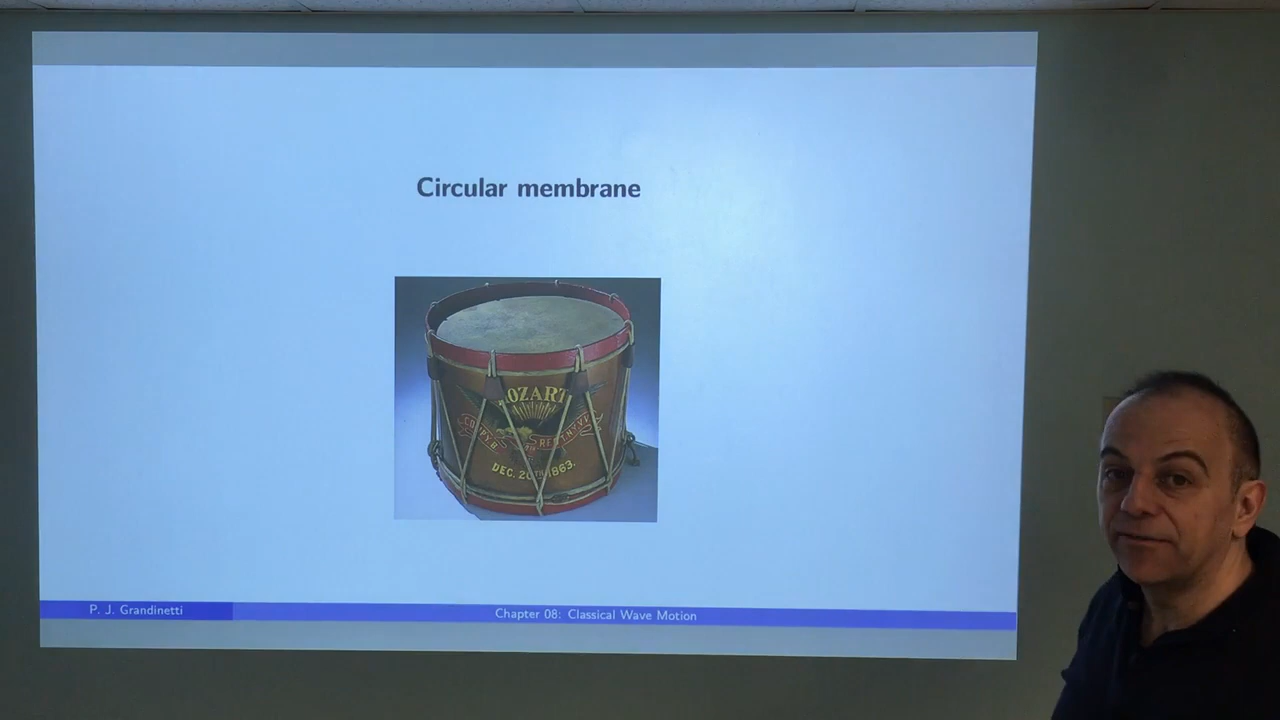 Circular membrane
OZART
DEC. 20TH 1863.
P. J. Grandinetti
Chapter 08: Classical Wave Motion